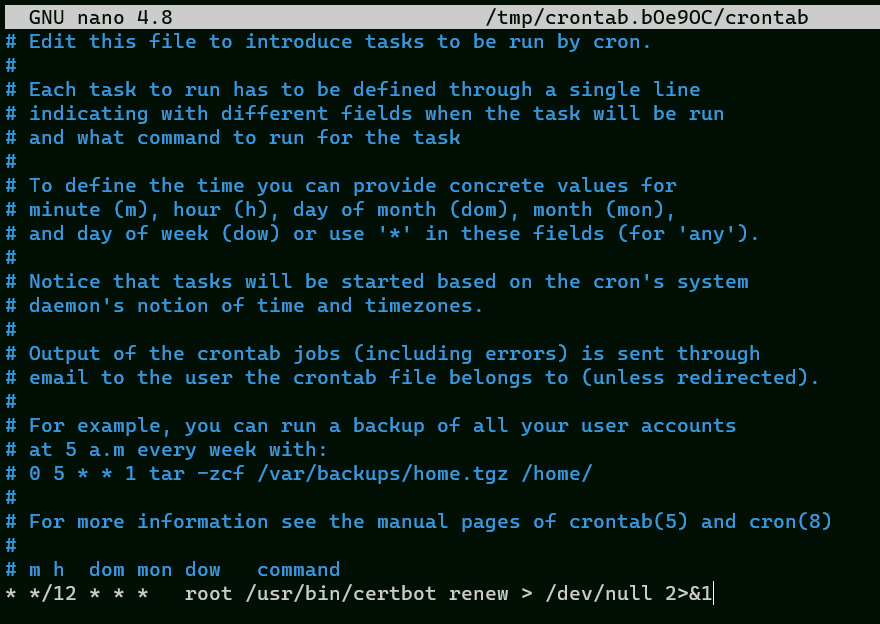 GNU nano 4.8 /tmp/crontab.bOe9OC/crontab
# Edit this file to introduce tasks to be run by cron.
#
# Each task to run has to be defined through a single line
# indicating with different fields when the task will be run
# and what command to run for the task
#
# To define the time you can provide concrete values for
# minute (m), hour (h), day of month (dom), month (mon),
# and day of week (dow) or use '*' in these fields (for 'any').
#
# Notice that tasks will be started based on the cron's system
# daemon's notion of time and timezones.
#
# Output of the crontab jobs (including errors) is sent through
# email to the user the crontab file belongs to (unless redirected).
#
# For example, you can run a backup of all your user accounts
# at 5 a.m every week with:
# 0 5 * * 1 tar -zcf /var/backups/home.tgz /home/
#
# For more information see the manual pages of crontab(5) and cron(8)
#
# m h  dom mon dow   command
* */12 * * *   root /usr/bin/certbot renew > /dev/null 2>&1